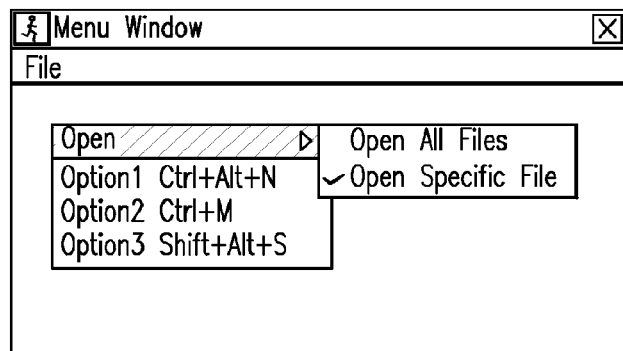 Menu Window
File
Open
Open All Files
Option1 Ctrl+Alt+N
✓Open Specific File
Option2 Ctrl+M
Option3 Shift+Alt+S